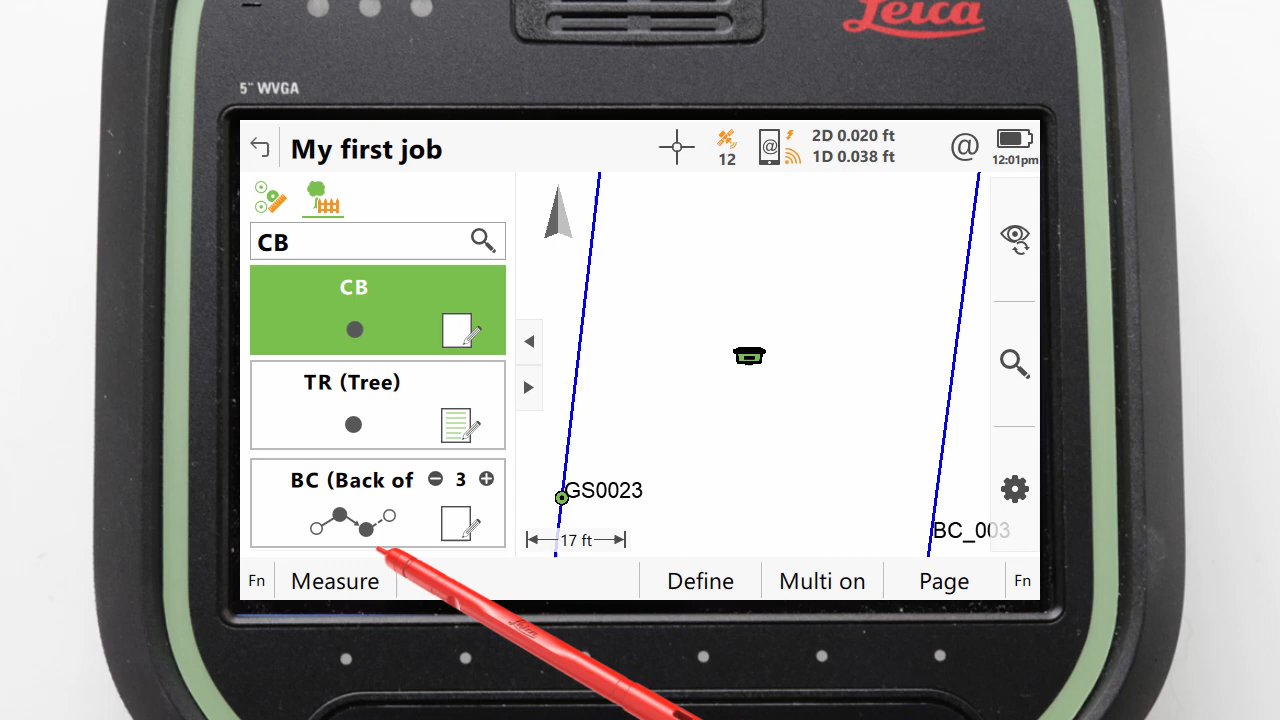 Leica
5" WVGA
My first job
12
@
2D 0.020 ft
1D 0.038 ft
@
12:01pm
CB
CB
TR (Tree)
BC (Back of
3
GS0023
BC_003
17 ft
Fn
Measure
Define
Multi on
Page
Fn
Leica